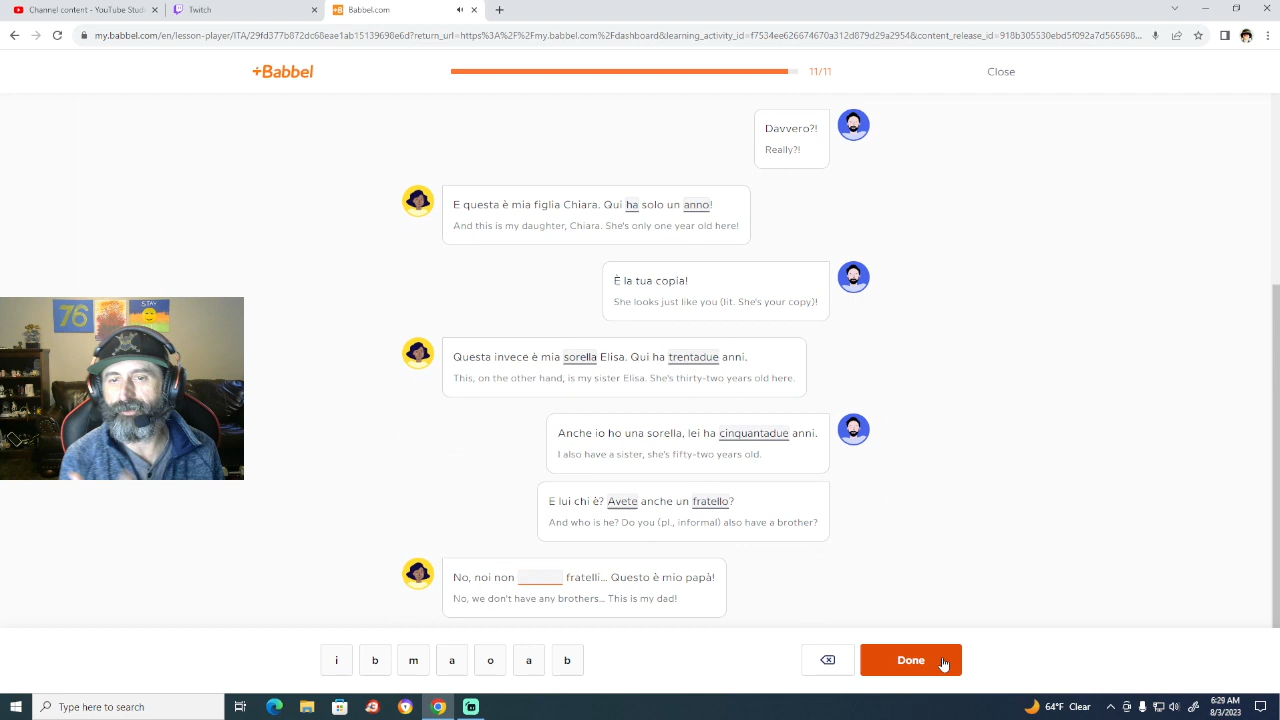 Channel content - YouTube Studio
Twitch
Babbel.com
my.babbel.com/en/lesson-player/ITA/29fd377b872dc68eae1ab15139698e6d?return_url=https%3A%2F%2Fmy.babbel.com%2Fdashboard&learning_activity_id=f7534ee626674670a312d879d29a2954&content_release_id=918b305530ebd5f092a7d565698...
+Babbel
11/11
Close
Davvero?!
Really?!
E questa è mia figlia Chiara. Qui ha solo un anno!
And this is my daughter, Chiara. She's only one year old here!
È la tua copia!
She looks just like you (lit. She's your copy)!
Questa invece è mia sorella Elisa. Qui ha trentadue anni.
This, on the other hand, is my sister Elisa. She's thirty-two years old here.
Anche io ho una sorella, lei ha cinquantadue anni.
I also have a sister, she's fifty-two years old.
E lui chi è? Avete anche un fratello?
And who is he? Do you (pl., informal) also have a brother?
No, noi non ______ fratelli... Questo è mio papà!
No, we don't have any brothers... This is my dad!
76
STAY
i b m a o a b
Done
Type here to search
64°F Clear
6:29 AM
8/3/2023